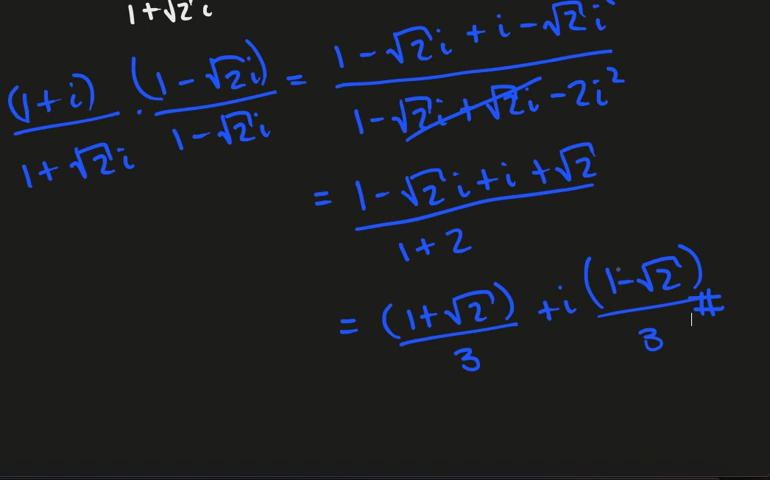 1+√2 i
(1+i)/(1+√2 i) · (1-√2 i)/(1-√2 i) = (1-√2 i+i-√2 i²)/(1-√2 i+√2 i-2i²)
= (1-√2 i+i+√2)/(1+2)
= (1+√2)/3 +i (1-√2)/3 #